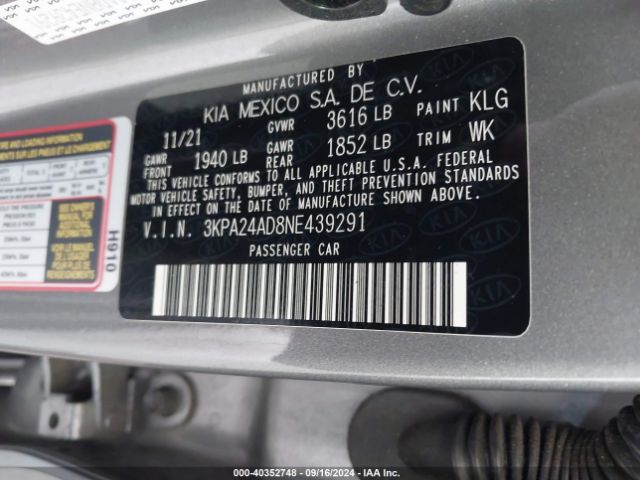 MANUFACTURED BY
KIA MEXICO S.A. DE C.V.
11/21 GVWR 3616 LB PAINT KLG
GAWR FRONT 1940 LB GAWR REAR 1852 LB TRIM WK
THIS VEHICLE CONFORMS TO ALL APPLICABLE U.S.A. FEDERAL
MOTOR VEHICLE SAFETY, BUMPER, AND THEFT PREVENTION STANDARDS
IN EFFECT ON THE DATE OF MANUFACTURE SHOWN ABOVE.
V.I.N. 3KPA24AD8NE439291
PASSENGER CAR
H910
000-40352748 - 09/16/2024 - IAA Inc.